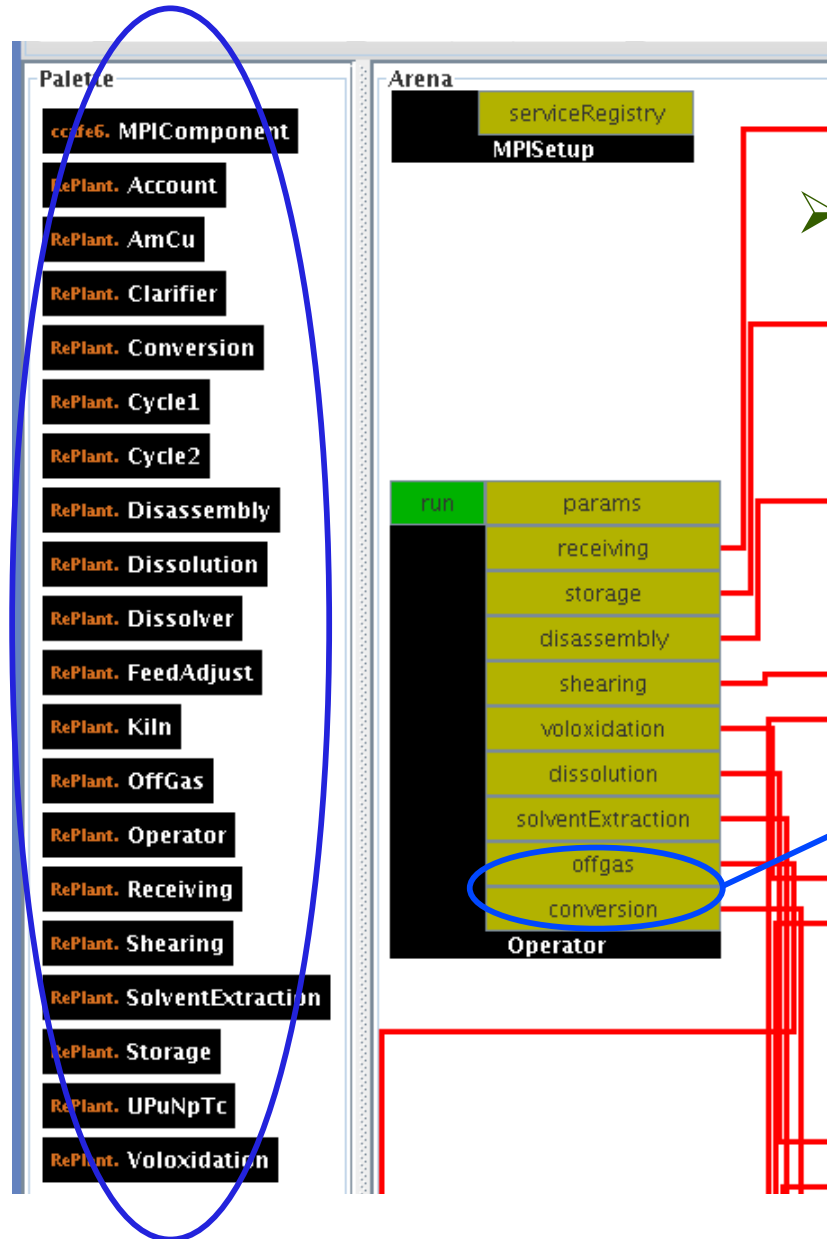 Palette
ccafe6. MPIComponent
RePlant. Account
RePlant. AmCu
RePlant. Clarifier
RePlant. Conversion
RePlant. Cycle1
RePlant. Cycle2
RePlant. Disassembly
RePlant. Dissolution
RePlant. Dissolver
RePlant. FeedAdjust
RePlant. Kiln
RePlant. OffGas
RePlant. Operator
RePlant. Receiving
RePlant. Shearing
RePlant. SolventExtraction
RePlant. Storage
RePlant. UPuNpTc
RePlant. Voloxidation
Arena
serviceRegistry
MPISetup
run
params
receiving
storage
disassembly
shearing
voloxidation
dissolution
solventExtraction
offgas
conversion
Operator